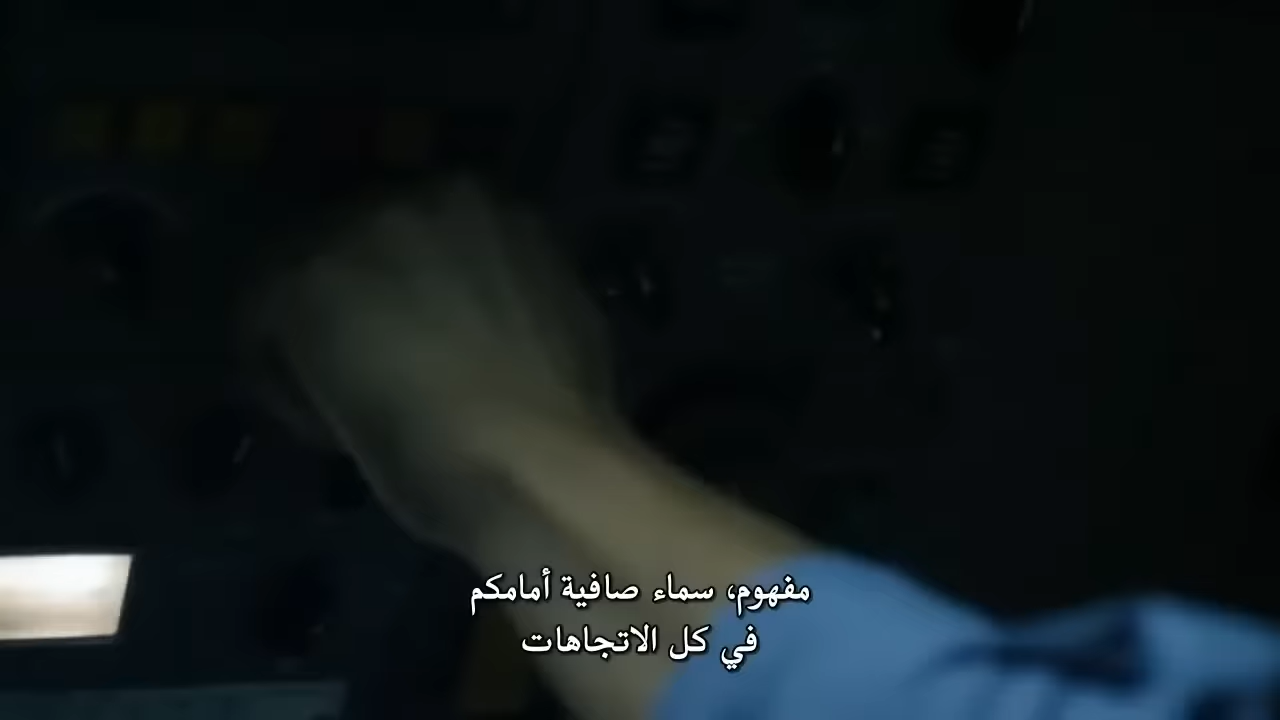 مفهوم، سماء صافية أمامكم
في كل الاتجاهات